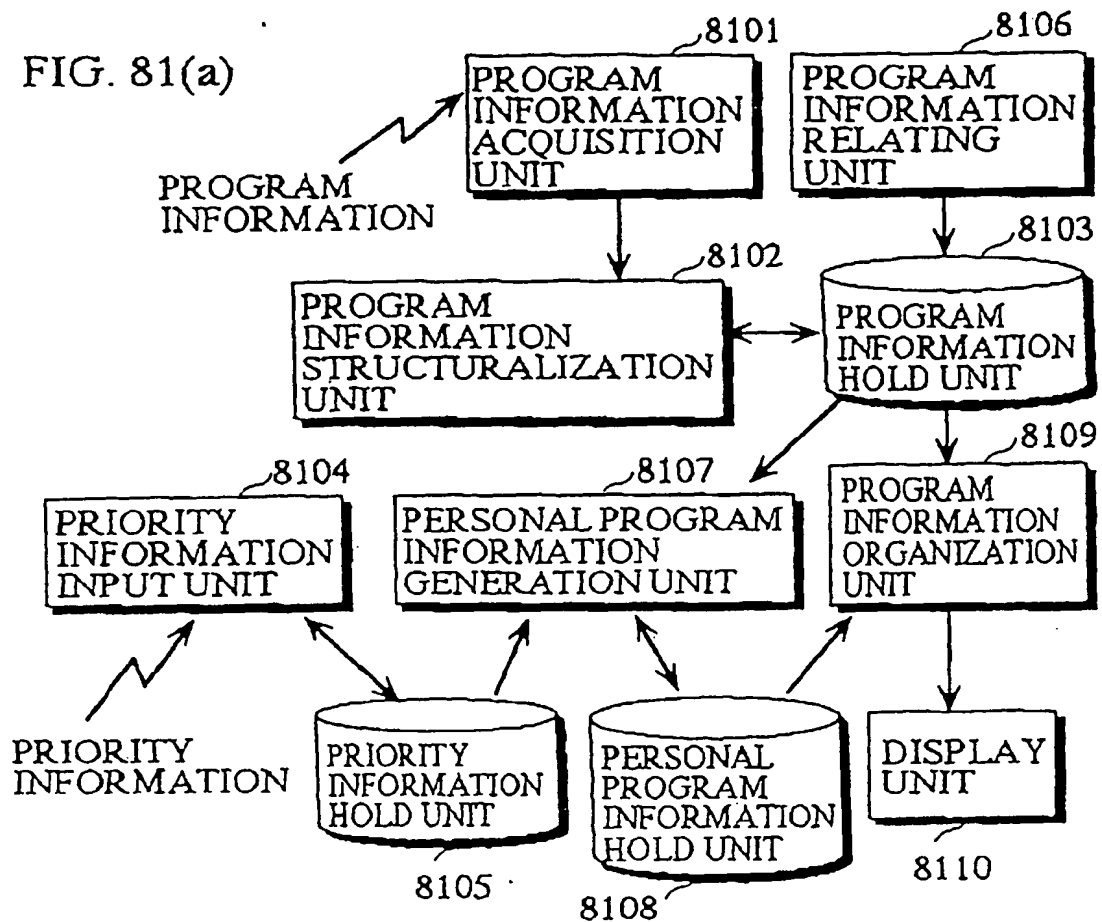 FIG. 81(a)
8101
PROGRAM
INFORMATION
ACQUISITION
UNIT
8106
PROGRAM
INFORMATION
RELATING
UNIT
PROGRAM
INFORMATION
8102
PROGRAM
INFORMATION
STRUCTURALIZATION
UNIT
8103
PROGRAM
INFORMATION
HOLD UNIT
8104
PRIORITY
INFORMATION
INPUT UNIT
8107
PERSONAL PROGRAM
INFORMATION
GENERATION UNIT
8109
PROGRAM
INFORMATION
ORGANIZATION
UNIT
PRIORITY
INFORMATION
PRIORITY
INFORMATION
HOLD UNIT
8105
PERSONAL
PROGRAM
INFORMATION
HOLD UNIT
8108
DISPLAY
UNIT
8110